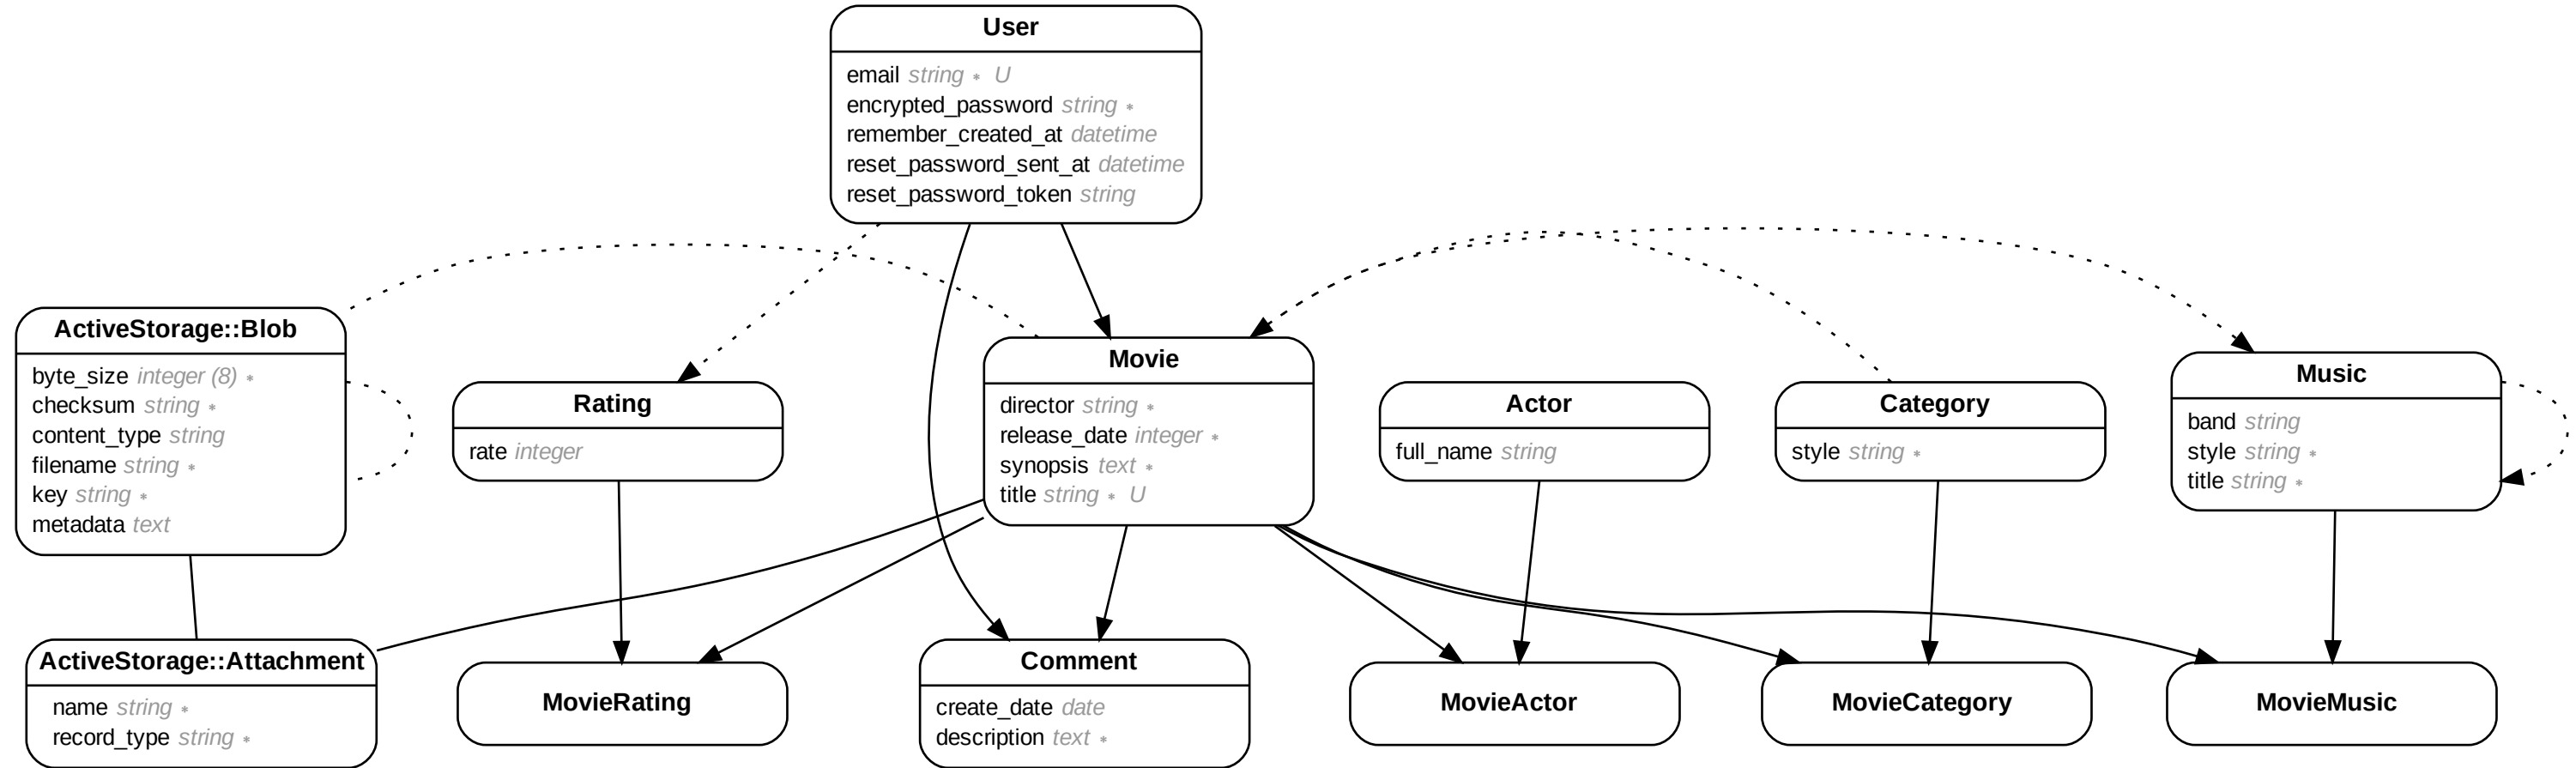 User
email string * U
encrypted_password string *
remember_created_at datetime
reset_password_sent_at datetime
reset_password_token string
ActiveStorage::Blob
byte_size integer (8) *
checksum string *
content_type string
filename string *
key string *
metadata text
Rating
rate integer
Movie
director string *
release_date integer *
synopsis text *
title string * U
Actor
full_name string
Category
style string *
Music
band string
style string *
title string *
ActiveStorage::Attachment
name string *
record_type string *
MovieRating
Comment
create_date date
description text *
MovieActor
MovieCategory
MovieMusic